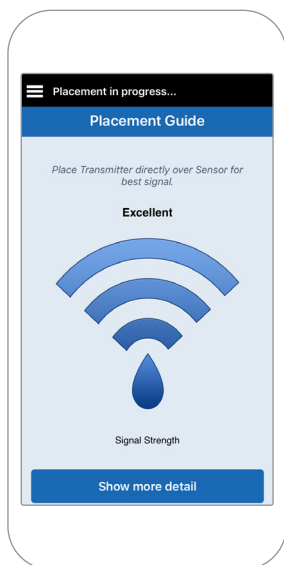 Placement in progress...
Placement Guide
Place Transmitter directly over Sensor for
best signal.
Excellent
Signal Strength
Show more detail